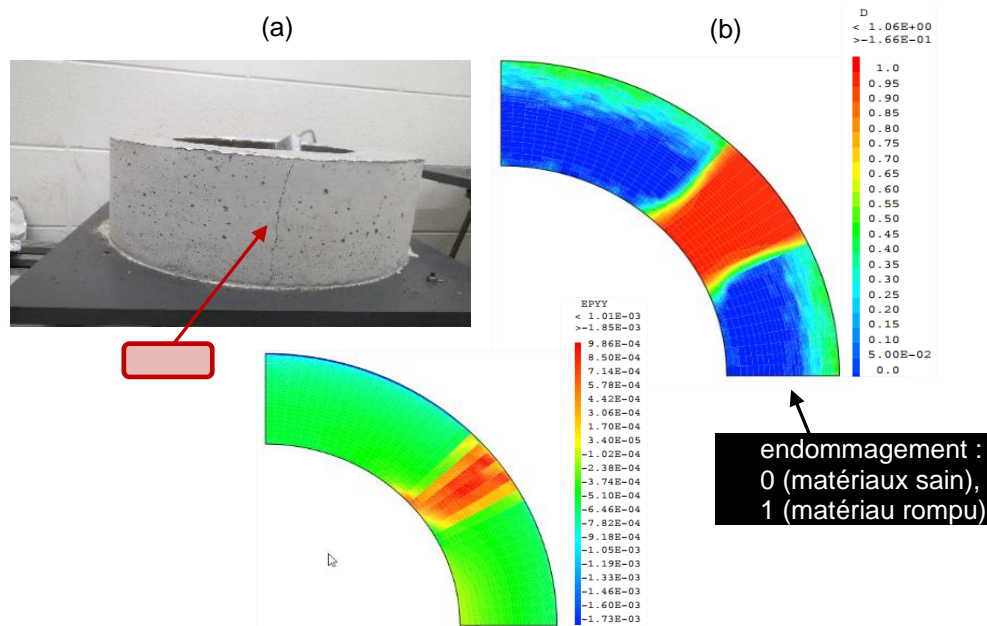 (a)
(b)
D
< 1.06E+00
>-1.66E-01
1.0
0.95
0.90
0.85
0.80
0.75
0.70
0.65
0.60
0.55
0.50
0.45
0.40
0.35
0.30
0.25
0.20
0.15
0.10
5.00E-02
0.0
EPYY
< 1.01E-03
>-1.85E-03
9.86E-04
8.50E-04
7.14E-04
5.78E-04
4.42E-04
3.06E-04
1.70E-04
3.40E-05
-1.02E-04
-2.38E-04
-3.74E-04
-5.10E-04
-6.46E-04
-7.82E-04
-9.18E-04
-1.05E-03
-1.19E-03
-1.33E-03
-1.46E-03
-1.60E-03
-1.73E-03
endommagement :
0 (matériaux sain),
1 (matériau rompu)